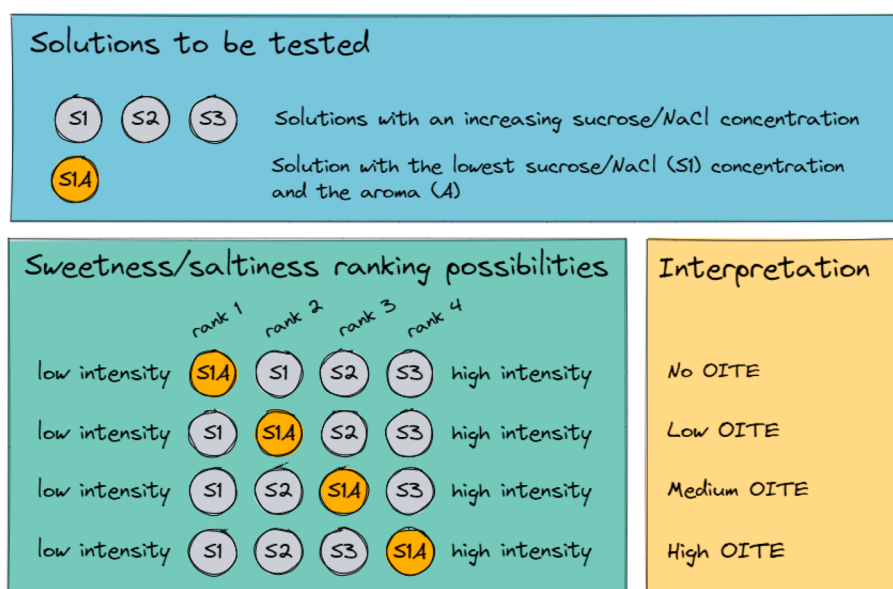 Solutions to be tested
S1 S2 S3 Solutions with an increasing sucrose/NaCl concentration
S1A Solution with the lowest sucrose/NaCl (S1) concentration
and the aroma (A)
Sweetness/saltiness ranking possibilities
rank 1 rank 2 rank 3 rank 4
low intensity S1A S1 S2 S3 high intensity
low intensity S1 S1A S2 S3 high intensity
low intensity S1 S2 S1A S3 high intensity
low intensity S1 S2 S3 S1A high intensity
Interpretation
No OITE
Low OITE
Medium OITE
High OITE